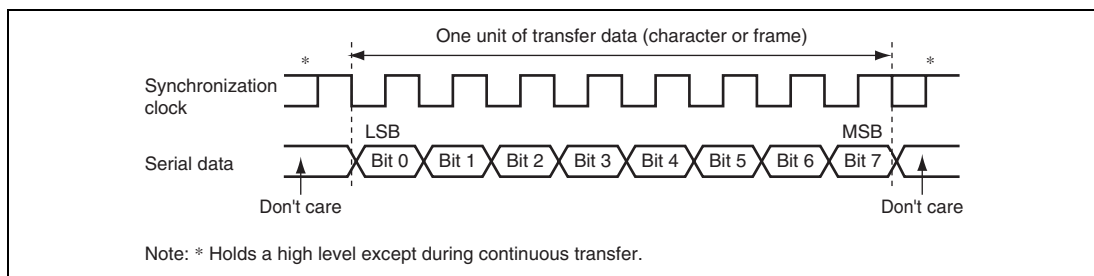 One unit of transfer data (character or frame)
* *
Synchronization
clock
LSB MSB
Serial data Bit 0 Bit 1 Bit 2 Bit 3 Bit 4 Bit 5 Bit 6 Bit 7
Don't care Don't care
Note: * Holds a high level except during continuous transfer.